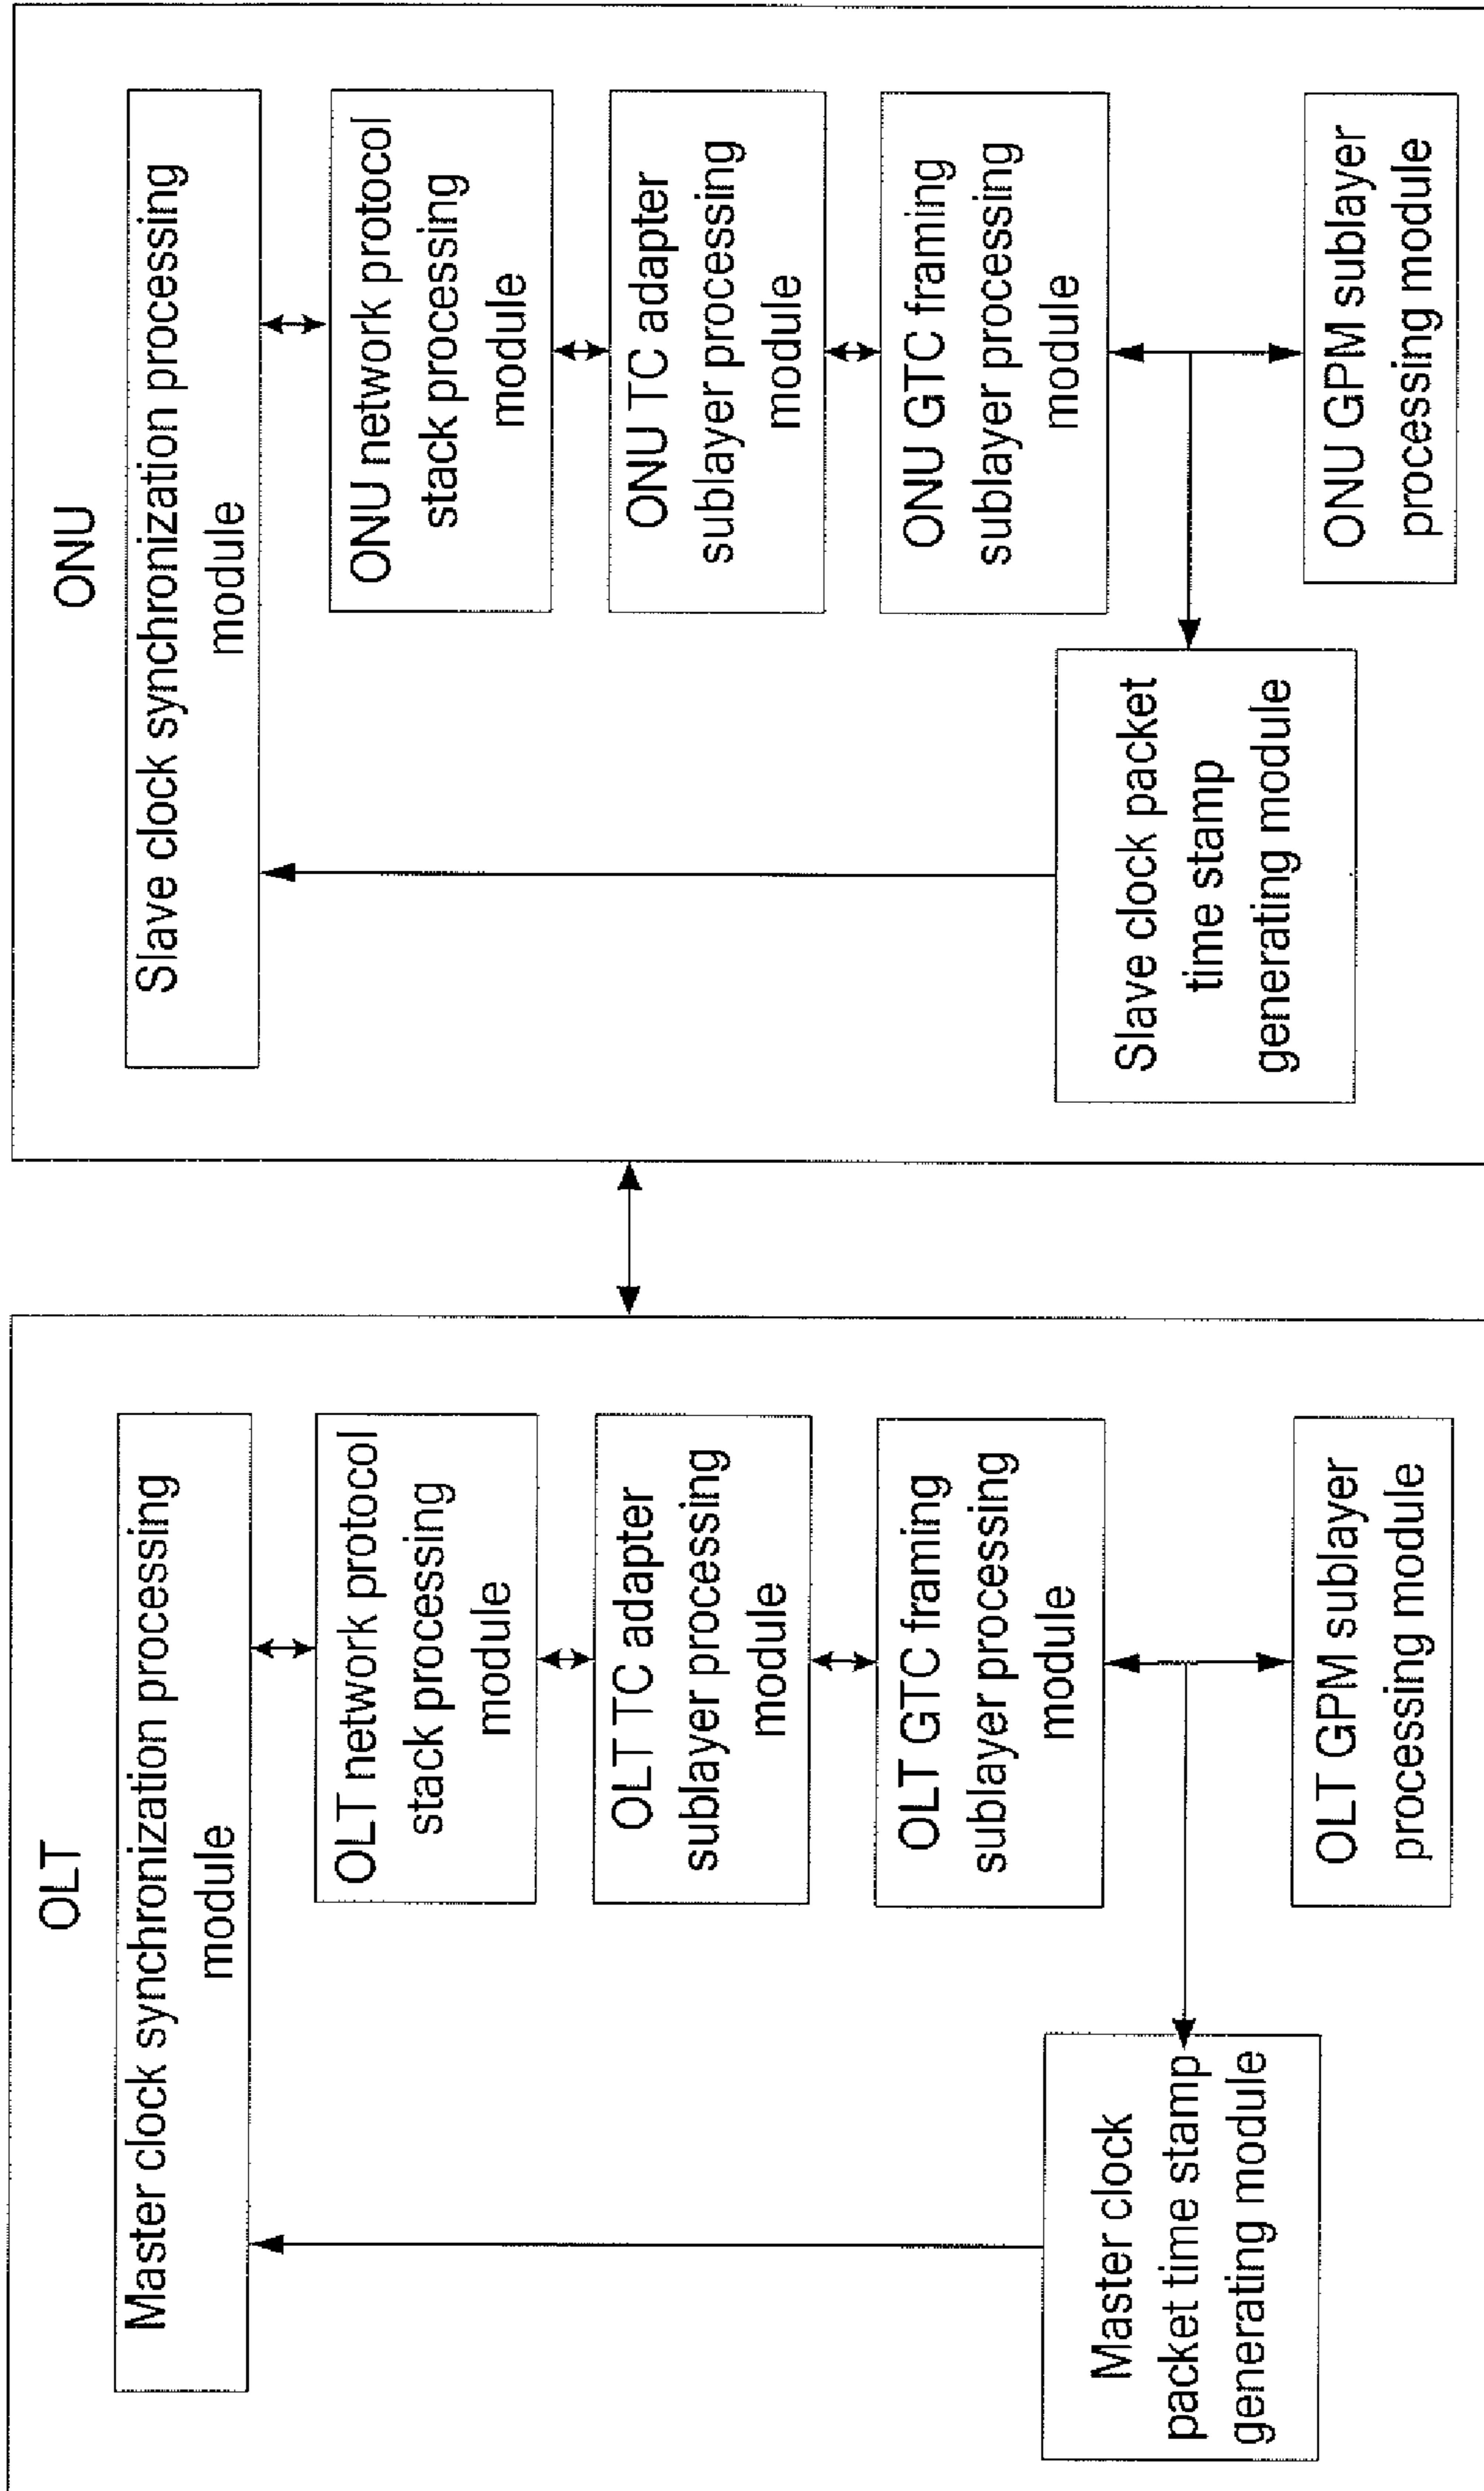 OLT
Master clock synchronization processing
module
OLT network protocol
stack processing
module
OLT TC adapter
sublayer processing
module
OLT GTC framing
sublayer processing
module
Master clock
packet time stamp
generating module
OLT GPM sublayer
processing module
ONU
Slave clock synchronization processing
module
ONU network protocol
stack processing
module
ONU TC adapter
sublayer processing
module
ONU GTC framing
sublayer processing
module
Slave clock packet
time stamp
generating module
ONU GPM sublayer
processing module